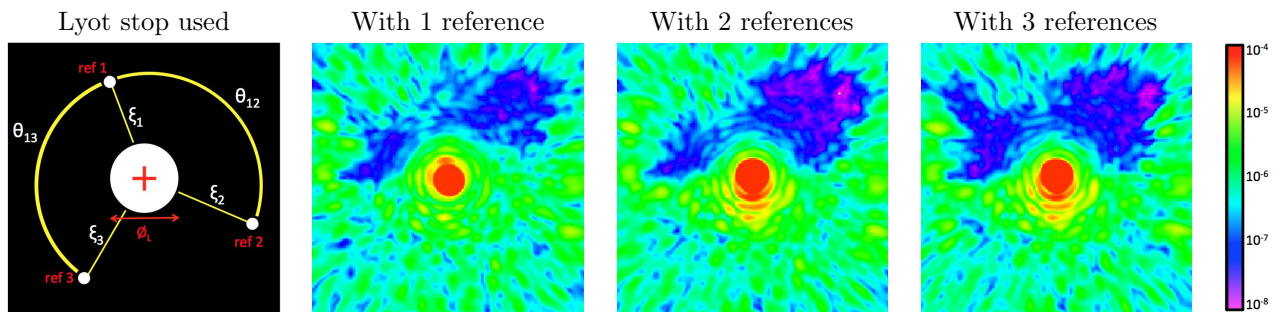 Lyot stop used
With 1 reference
With 2 references
With 3 references
ref 1
θ12
θ13
ξ1
ξ2
ξ3
ø_L
ref 2
ref 3
10⁻⁴
10⁻⁵
10⁻⁶
10⁻⁷
10⁻⁸